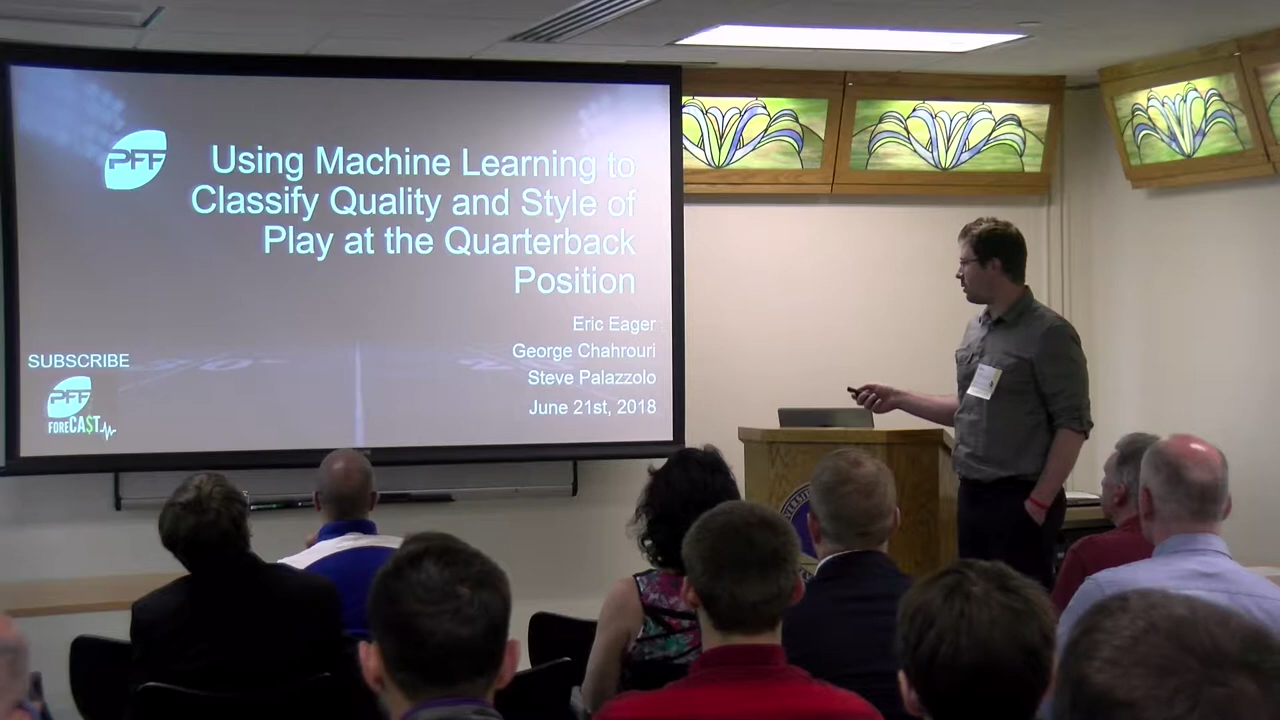 PFF
Using Machine Learning to
Classify Quality and Style of
Play at the Quarterback
Position
Eric Eager
George Chahrouri
Steve Palazzolo
June 21st, 2018
SUBSCRIBE
PFF
FORECA$T